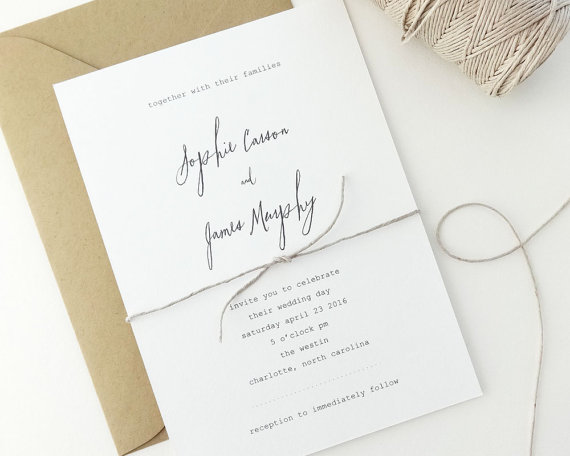 together with their families
Sophie Carson
and
James Murphy
invite you to celebrate
their wedding day
saturday april 23 2016
5 o'clock pm
the westin
charlotte, north carolina
reception to immediately follow